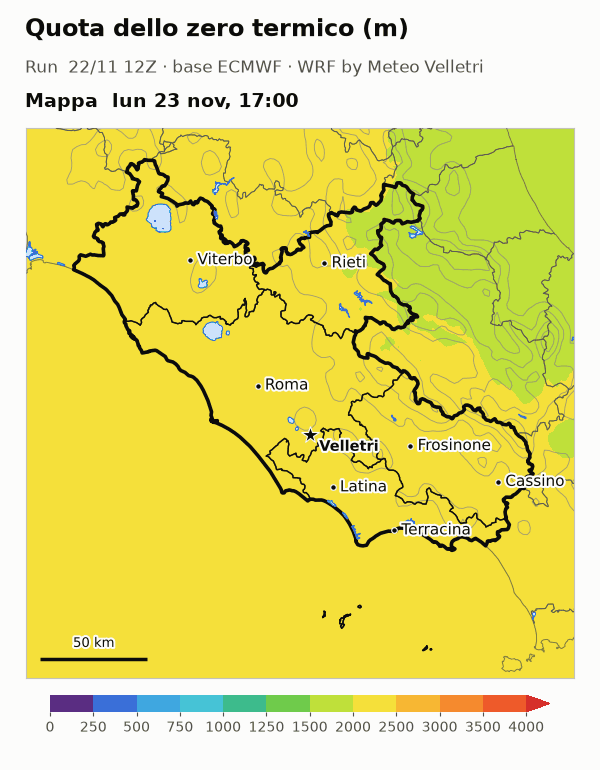 Quota dello zero termico (m)
Run  22/11 12Z · base ECMWF · WRF by Meteo Velletri
Mappa  lun 23 nov, 17:00
Viterbo
Rieti
Roma
Velletri
Frosinone
Latina
Cassino
Terracina
50 km
0 250 500 750 1000 1250 1500 2000 2500 3000 3500 4000